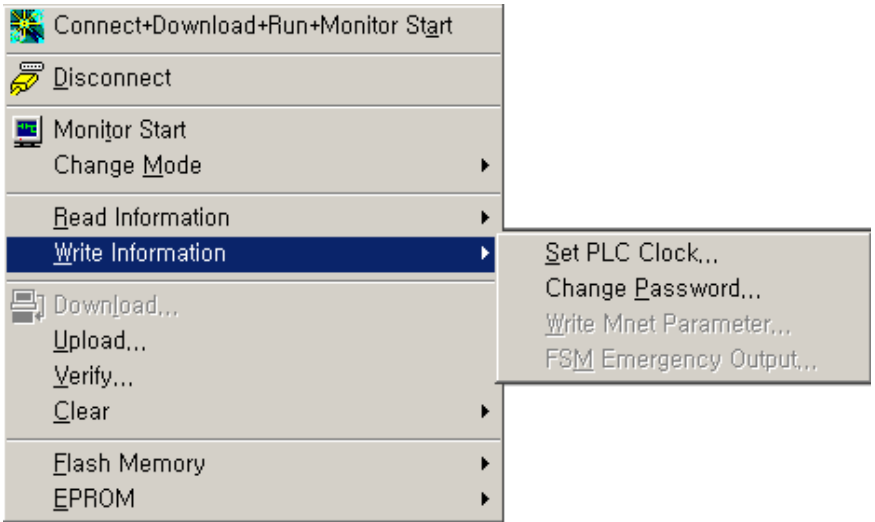 Connect+Download+Run+Monitor Start
Disconnect
Monitor Start
Change Mode
Read Information
Write Information
Set PLC Clock...
Change Password...
Write Mnet Parameter...
FSM Emergency Output...
Download...
Upload...
Verify...
Clear
Flash Memory
EPROM